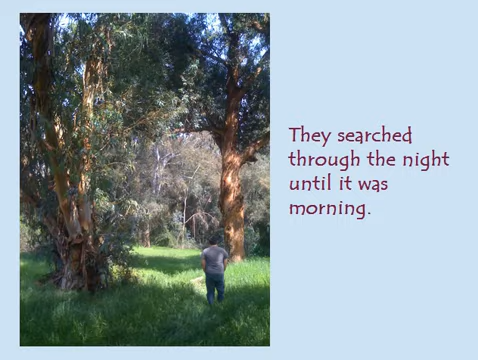 They searched
through the night
until it was
morning.